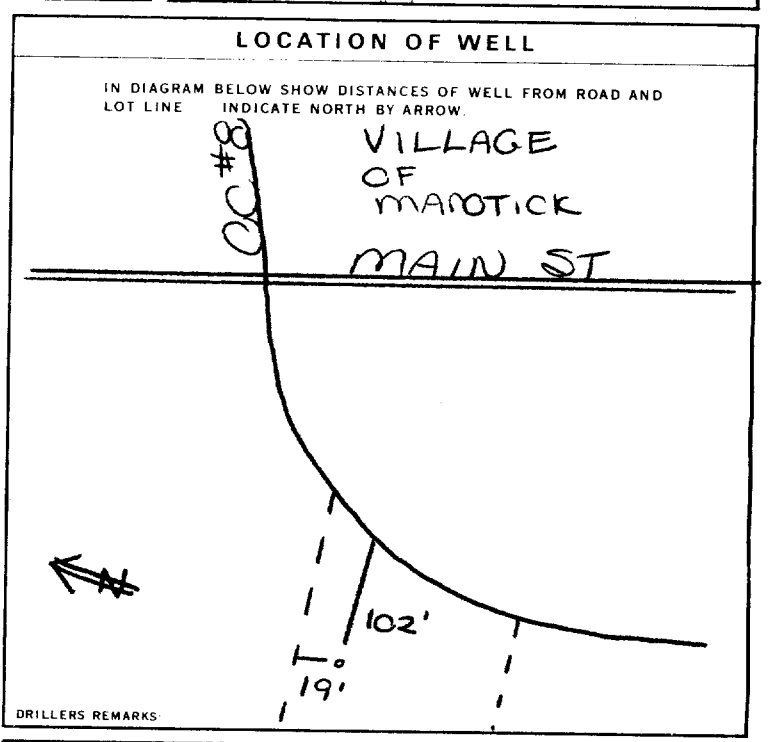 LOCATION OF WELL
IN DIAGRAM BELOW SHOW DISTANCES OF WELL FROM ROAD AND
LOT LINE INDICATE NORTH BY ARROW.
#8
VILLAGE
OF
MANOTICK
MAIN ST
N
102'
19'
DRILLERS REMARKS